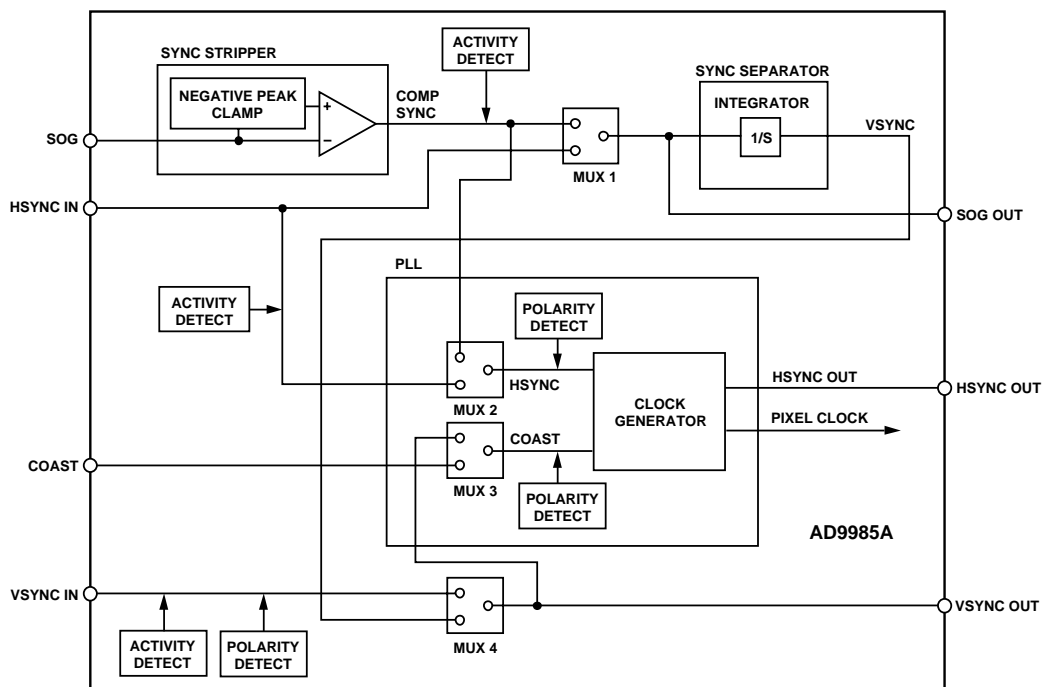 ACTIVITY
DETECT
SYNC STRIPPER
SYNC SEPARATOR
NEGATIVE PEAK
CLAMP
+
−
COMP
SYNC
INTEGRATOR
1/S
VSYNC
SOG
MUX 1
HSYNC IN
SOG OUT
PLL
ACTIVITY
DETECT
POLARITY
DETECT
HSYNC
MUX 2
CLOCK
GENERATOR
HSYNC OUT
HSYNC OUT
PIXEL CLOCK
COAST
COAST
MUX 3
POLARITY
DETECT
AD9985A
VSYNC IN
VSYNC OUT
ACTIVITY
DETECT
POLARITY
DETECT
MUX 4